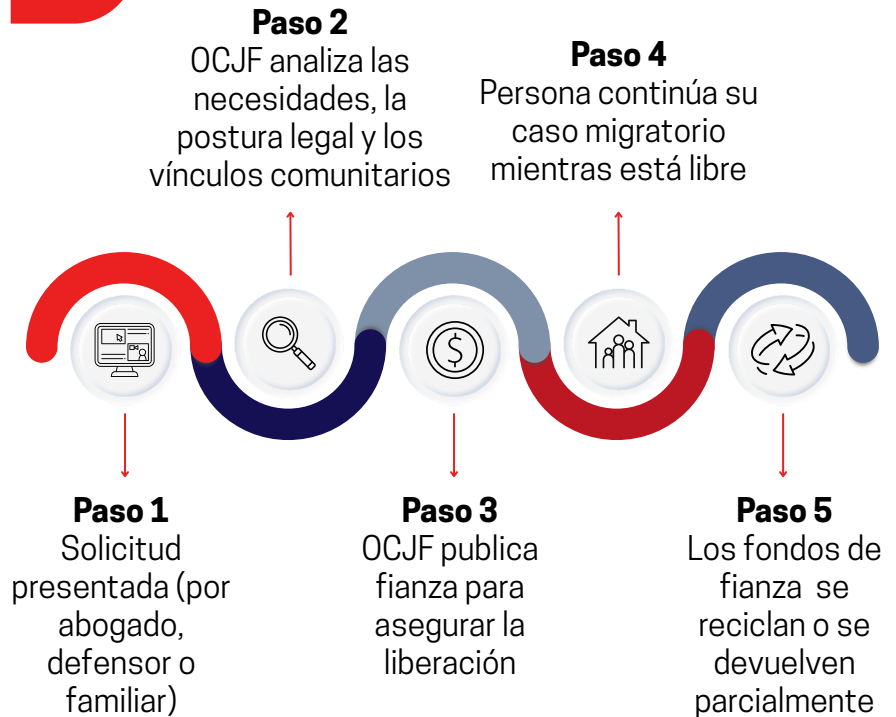 Paso 1
Solicitud
presentada (por
abogado,
defensor o
familiar)
Paso 2
OCJF analiza las
necesidades, la
postura legal y los
vínculos comunitarios
Paso 3
OCJF publica
fianza para
asegurar la
liberación
Paso 4
Persona continúa su
caso migratorio
mientras está libre
Paso 5
Los fondos de
fianza se
reciclan o se
devuelven
parcialmente